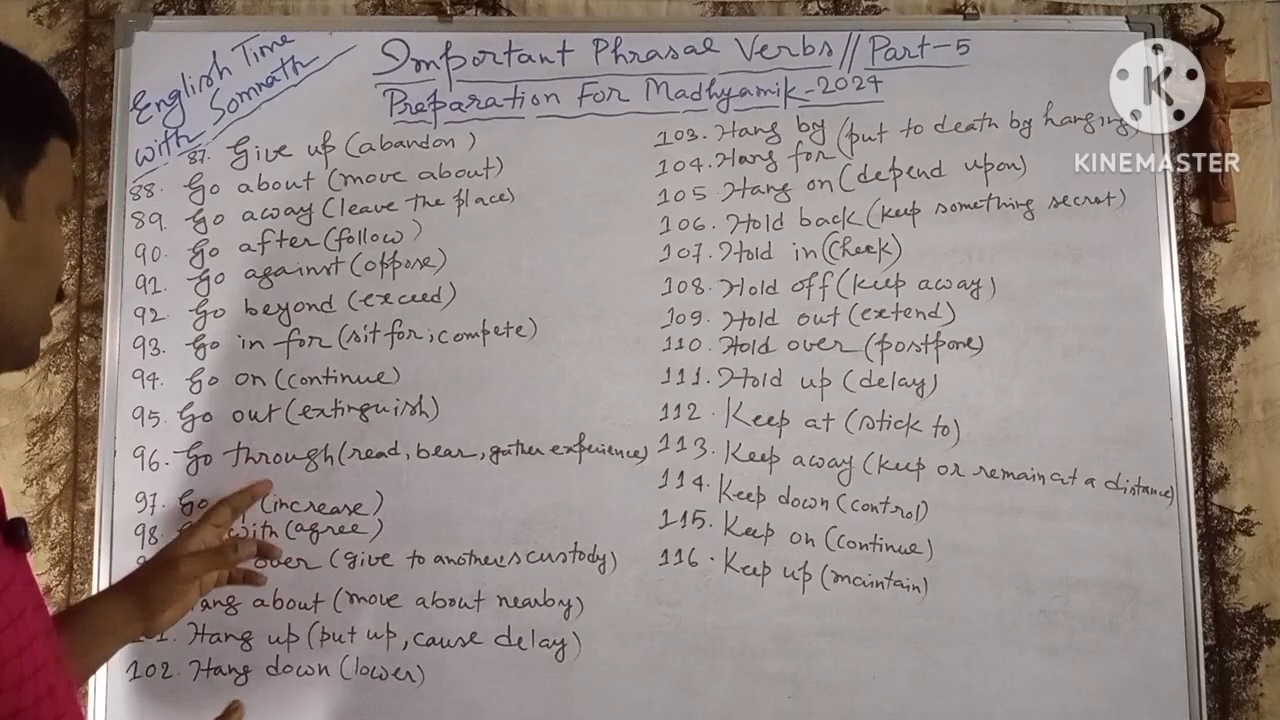 English Time
with Somnath
Important Phrasal Verbs // Part-5
Preparation For Madhyamik-2024
87. Give up (abandon)
88. Go about (move about)
89. Go away (leave the place)
90. Go after (follow)
91. Go against (oppose)
92. Go beyond (exceed)
93. Go in for (sit for; compete)
94. Go on (continue)
95. Go out (extinguish)
96. Go through (read, bear, gather experience)
97. Go (increase)
98. with (agree)
over (give to another's custody)
Hang about (move about nearby)
101. Hang up (put up, cause delay)
102. Hang down (lower)
103. Hang by (put to death by hanging)
104. Hang for
105 Hang on (depend upon)
106. Hold back (keep something secret)
107. Hold in (check)
108. Hold off (keep away)
109. Hold out (extend)
110. Hold over (postpone)
111. Hold up (delay)
112. Keep at (stick to)
113. Keep away (keep or remain at a distance)
114. Keep down (control)
115. Keep on (continue)
116. Keep up (maintain)
K
KINEMASTER